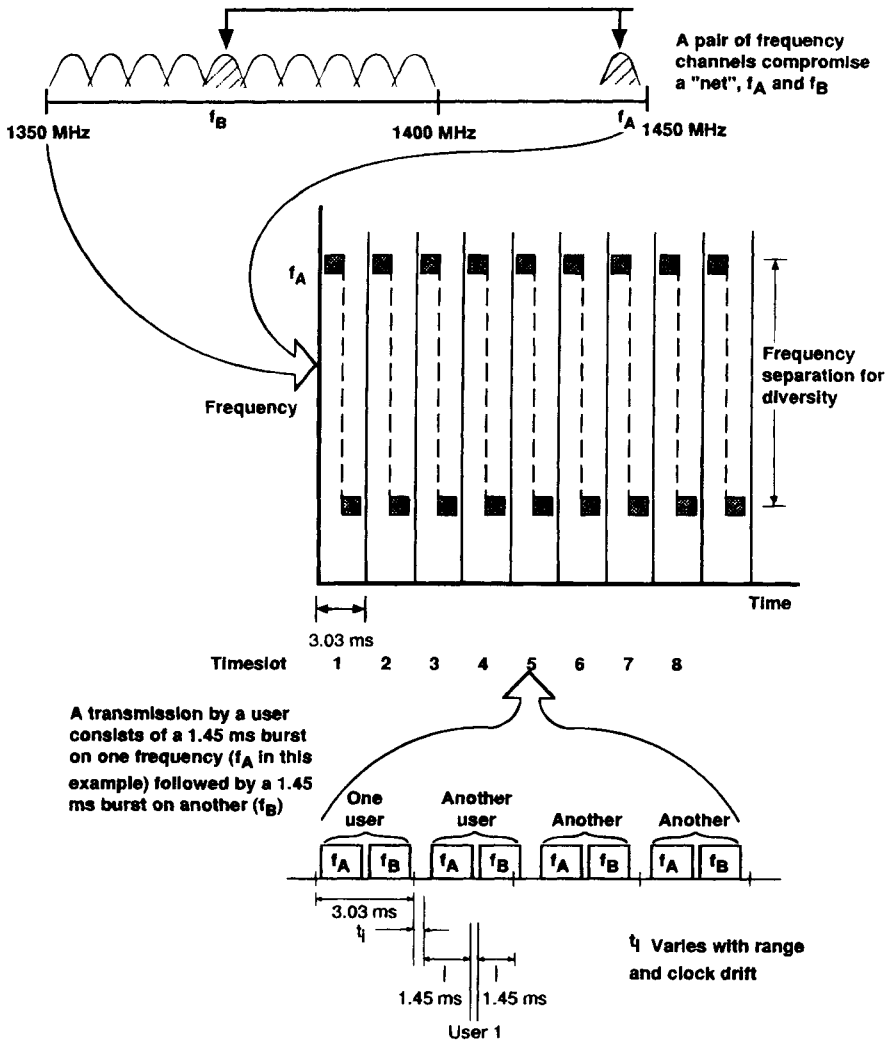 A pair of frequency
channels compromise
a "net", fA and fB
fB
fA
1350 MHz
1400 MHz
1450 MHz
fA
Frequency
Frequency
separation for
diversity
Time
3.03 ms
Timeslot 1 2 3 4 5 6 7 8
A transmission by a user
consists of a 1.45 ms burst
on one frequency (fA in this
example) followed by a 1.45
ms burst on another (fB)
One
user
Another
user
Another
Another
fA fB fA fB fA fB fA fB
3.03 ms
ti
ti Varies with range
and clock drift
1.45 ms 1.45 ms
User 1